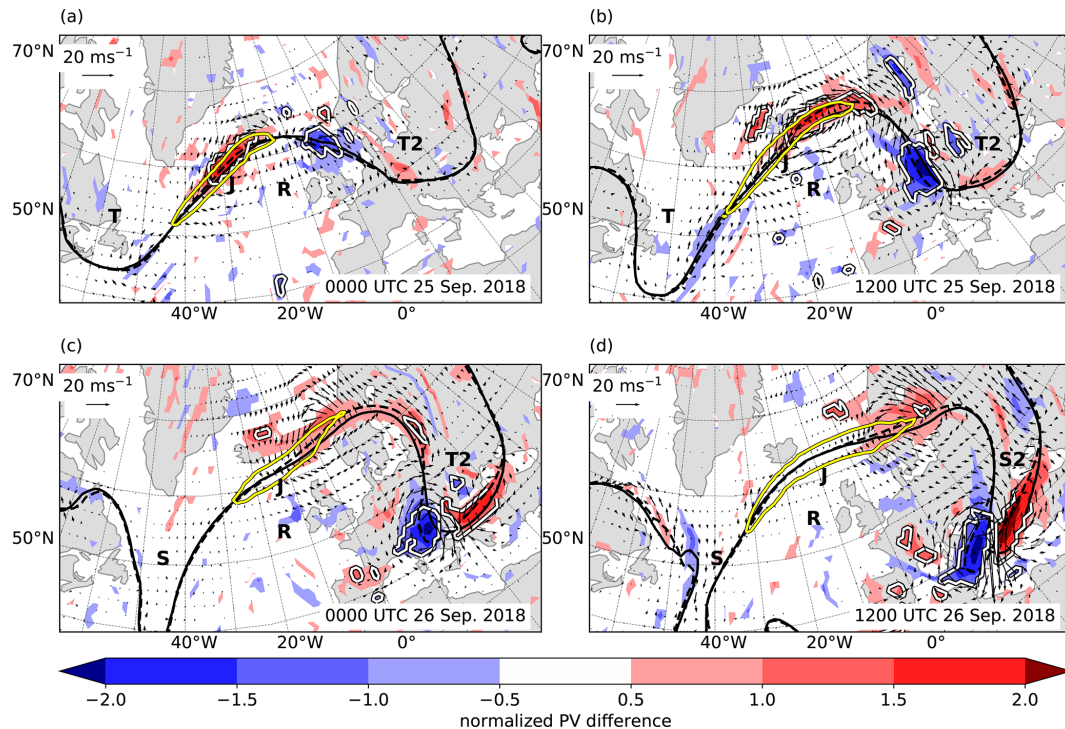 (a)
(b)
70°N
20 ms⁻¹
T2
J
R
T
50°N
0000 UTC 25 Sep. 2018
40°W
20°W
0°
70°N
20 ms⁻¹
T2
J
R
T
50°N
1200 UTC 25 Sep. 2018
40°W
20°W
0°
(c)
(d)
70°N
20 ms⁻¹
T2
J
R
S
50°N
0000 UTC 26 Sep. 2018
40°W
20°W
0°
70°N
20 ms⁻¹
S2
J
R
S
50°N
1200 UTC 26 Sep. 2018
40°W
20°W
0°
−2.0 −1.5 −1.0 −0.5 0.5 1.0 1.5 2.0
normalized PV difference